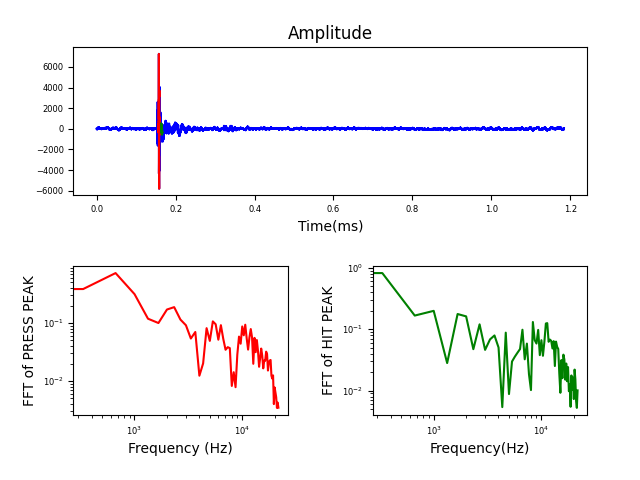 Amplitude
6000
4000
2000
0
−2000
−4000
−6000
0.0 0.2 0.4 0.6 0.8 1.0 1.2
Time(ms)
FFT of PRESS PEAK
10⁻¹
10⁻²
10³ 10⁴
Frequency (Hz)
FFT of HIT PEAK
10⁰
10⁻¹
10⁻²
10³ 10⁴
Frequency(Hz)